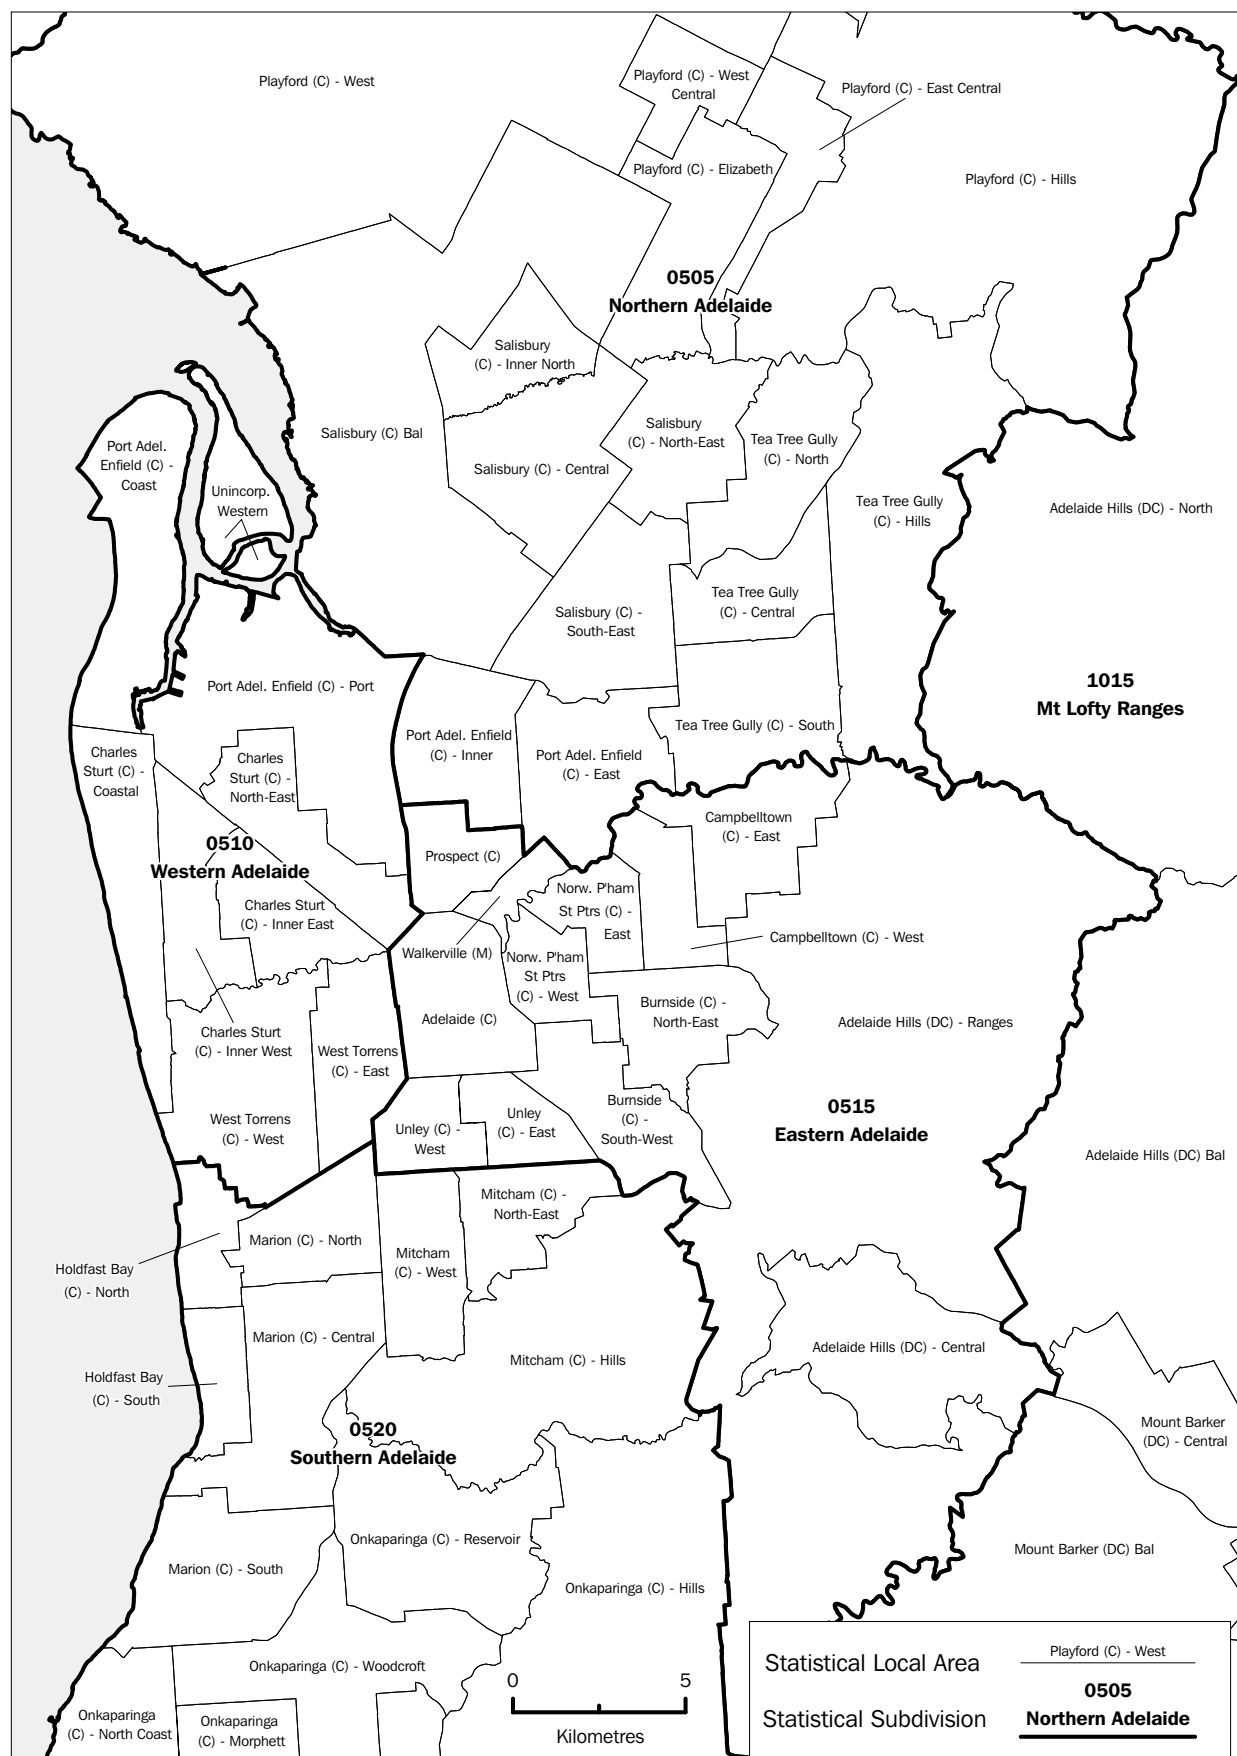 Playford (C) - West
Playford (C) - West
Central
Playford (C) - East Central
Playford (C) - Elizabeth
Playford (C) - Hills
0505
Northern Adelaide
Salisbury
(C) - Inner North
Salisbury (C) Bal
Salisbury
(C) - North-East
Tea Tree Gully
(C) - North
Port Adel.
Enfield (C) -
Coast
Salisbury (C) - Central
Unincorp.
Western
Tea Tree Gully
(C) - Hills
Adelaide Hills (DC) - North
Tea Tree Gully
(C) - Central
Salisbury (C) -
South-East
1015
Mt Lofty Ranges
Port Adel. Enfield (C) - Port
Tea Tree Gully (C) - South
Port Adel. Enfield
(C) - Inner
Port Adel. Enfield
(C) - East
Charles
Sturt (C) -
Coastal
Charles
Sturt (C) -
North-East
Campbelltown
(C) - East
0510
Western Adelaide
Prospect (C)
Norw. P'ham
St Ptrs (C) -
East
Charles Sturt
(C) - Inner East
Campbelltown (C) - West
Walkerville (M)
Norw. P'ham
St Ptrs
(C) - West
Burnside (C) -
North-East
Adelaide (C)
Adelaide Hills (DC) - Ranges
Charles Sturt
(C) - Inner West
West Torrens
(C) - East
0515
Eastern Adelaide
West Torrens
(C) - West
Unley (C) -
West
Unley
(C) - East
Burnside
(C) -
South-West
Adelaide Hills (DC) Bal
Mitcham (C) -
North-East
Marion (C) - North
Mitcham
(C) - West
Holdfast Bay
(C) - North
Marion (C) - Central
Adelaide Hills (DC) - Central
Mitcham (C) - Hills
Holdfast Bay
(C) - South
0520
Southern Adelaide
Mount Barker
(DC) - Central
Onkaparinga (C) - Reservoir
Mount Barker (DC) Bal
Marion (C) - South
Onkaparinga (C) - Hills
Onkaparinga (C) - Woodcroft
Onkaparinga
(C) - North Coast
Onkaparinga
(C) - Morphett
0 5
Kilometres
Statistical Local Area
Playford (C) - West
Statistical Subdivision
0505
Northern Adelaide